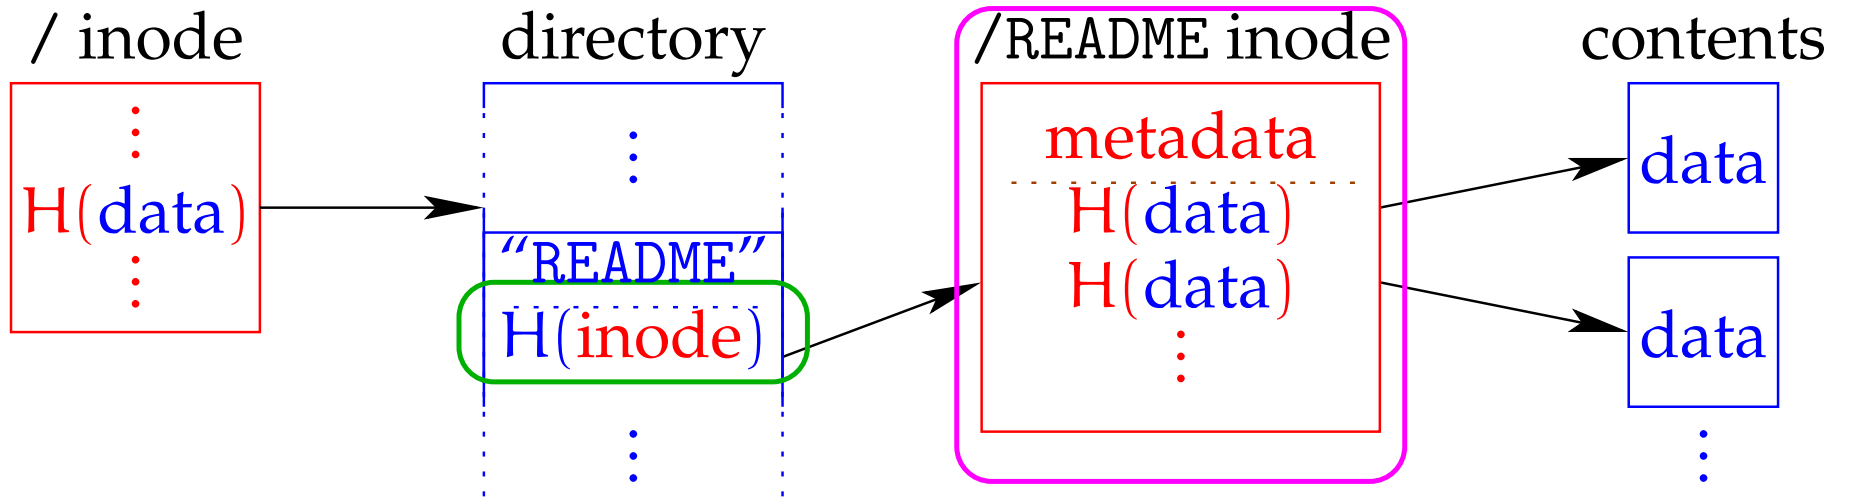 / inode
H(data)
directory
“README”
H(inode)
/README inode
metadata
H(data)
H(data)
contents
data
data